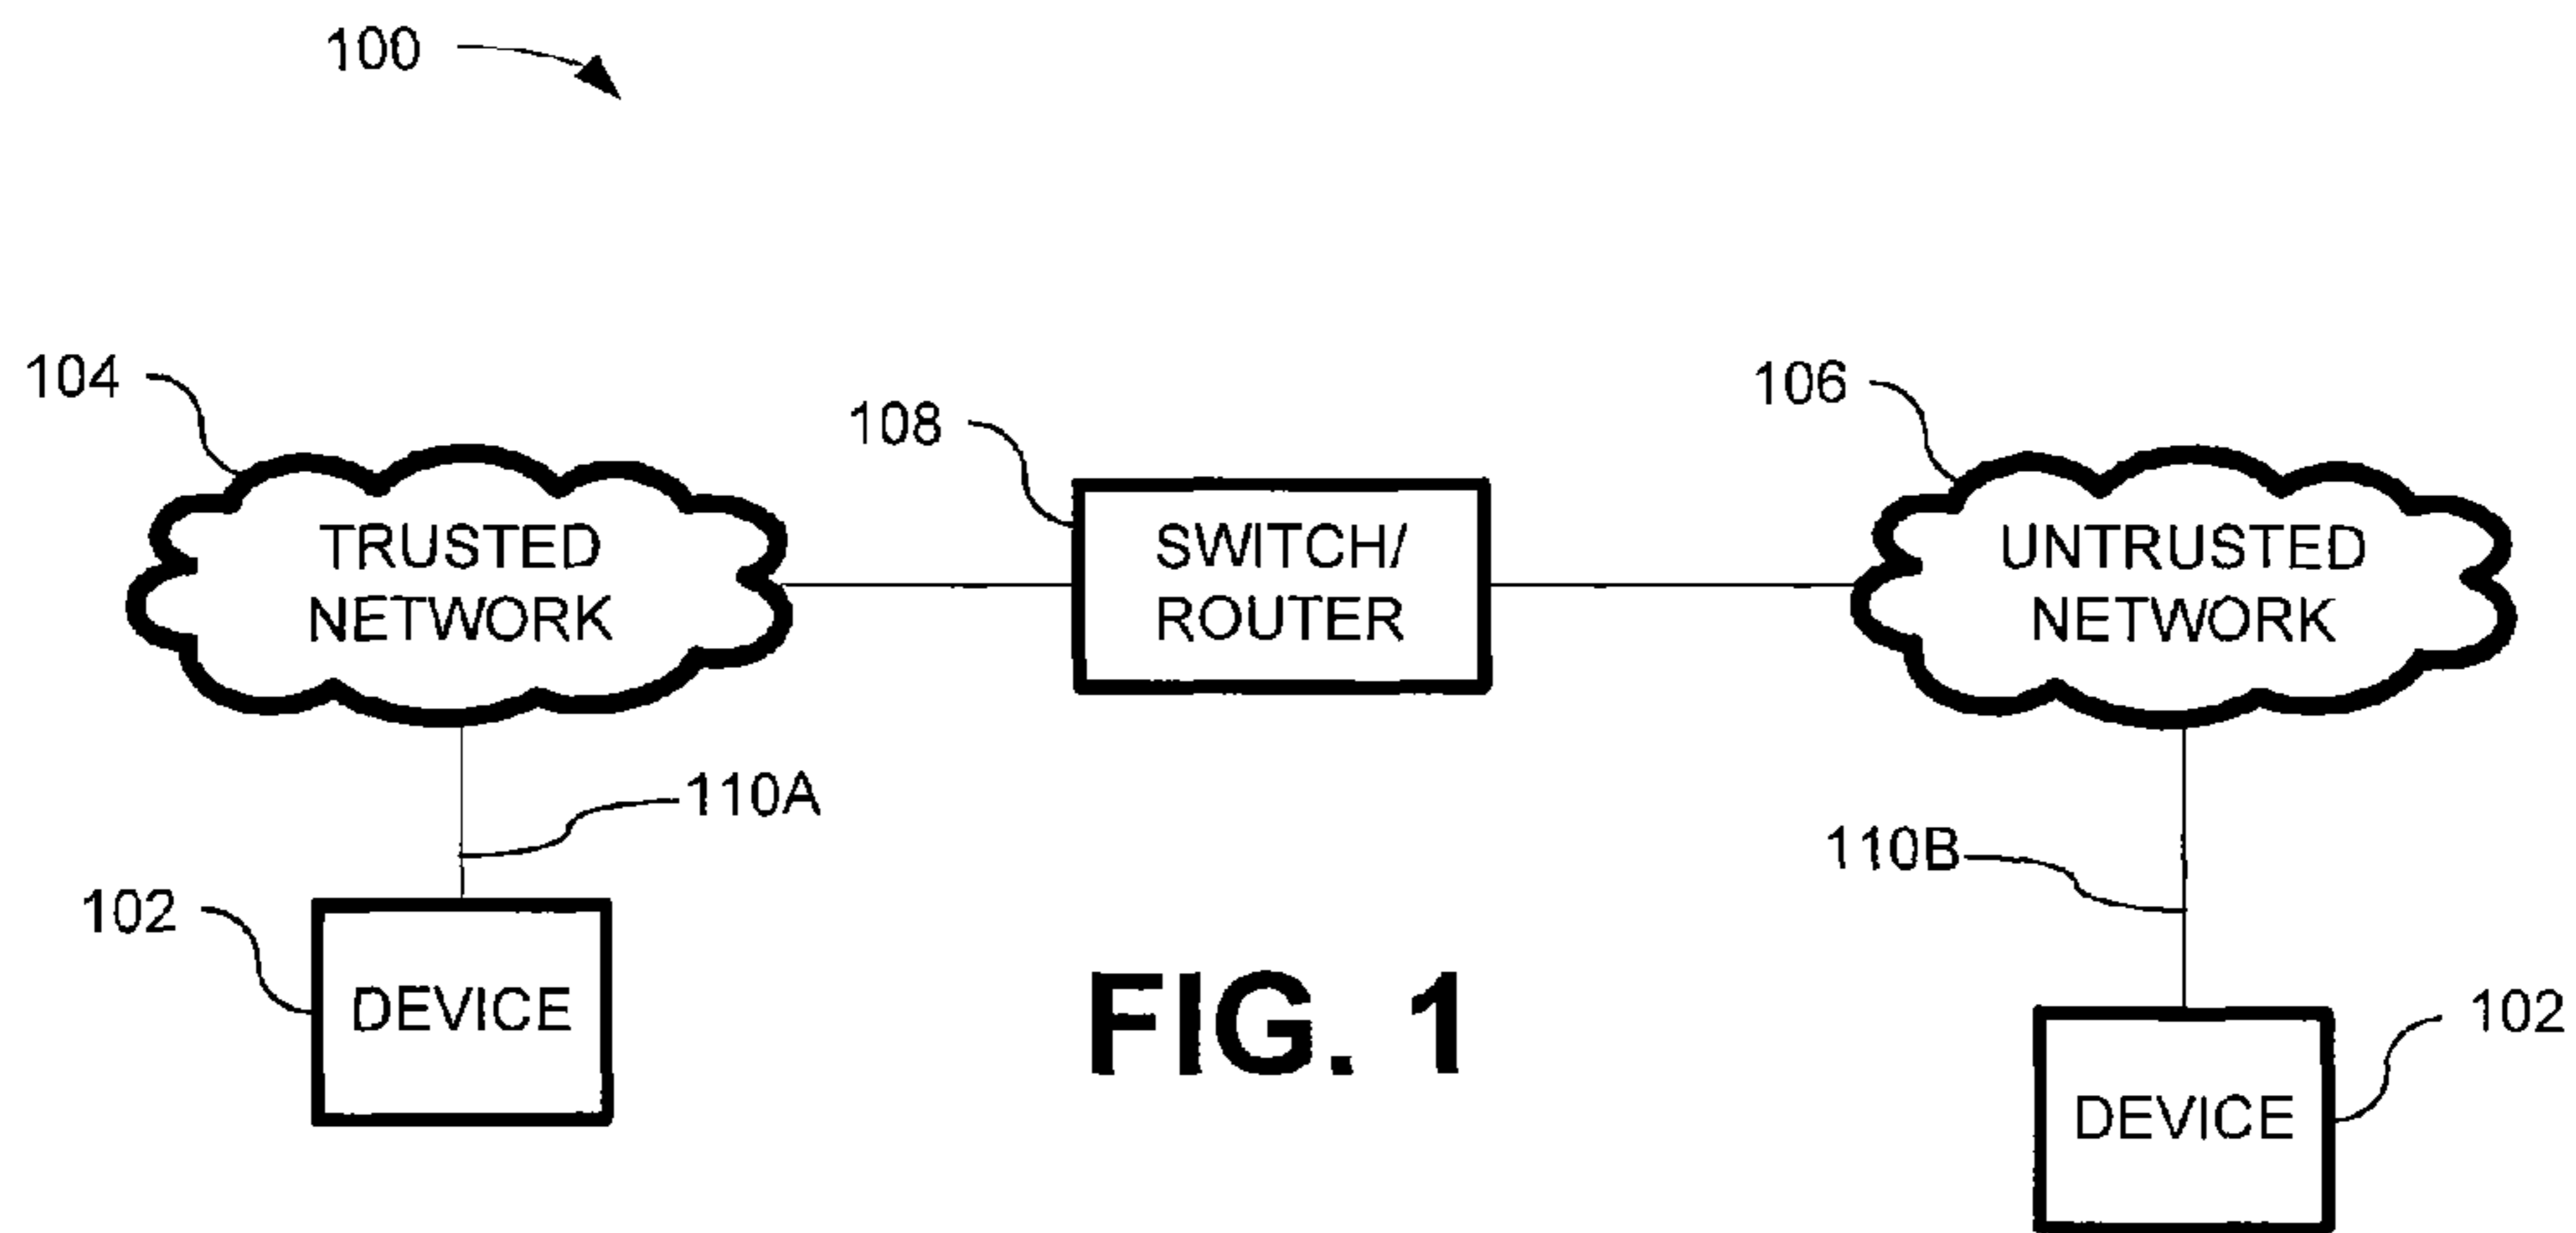 100
104
108
106
TRUSTED
NETWORK
SWITCH/
ROUTER
UNTRUSTED
NETWORK
110A
110B
102
DEVICE
FIG. 1
102
DEVICE